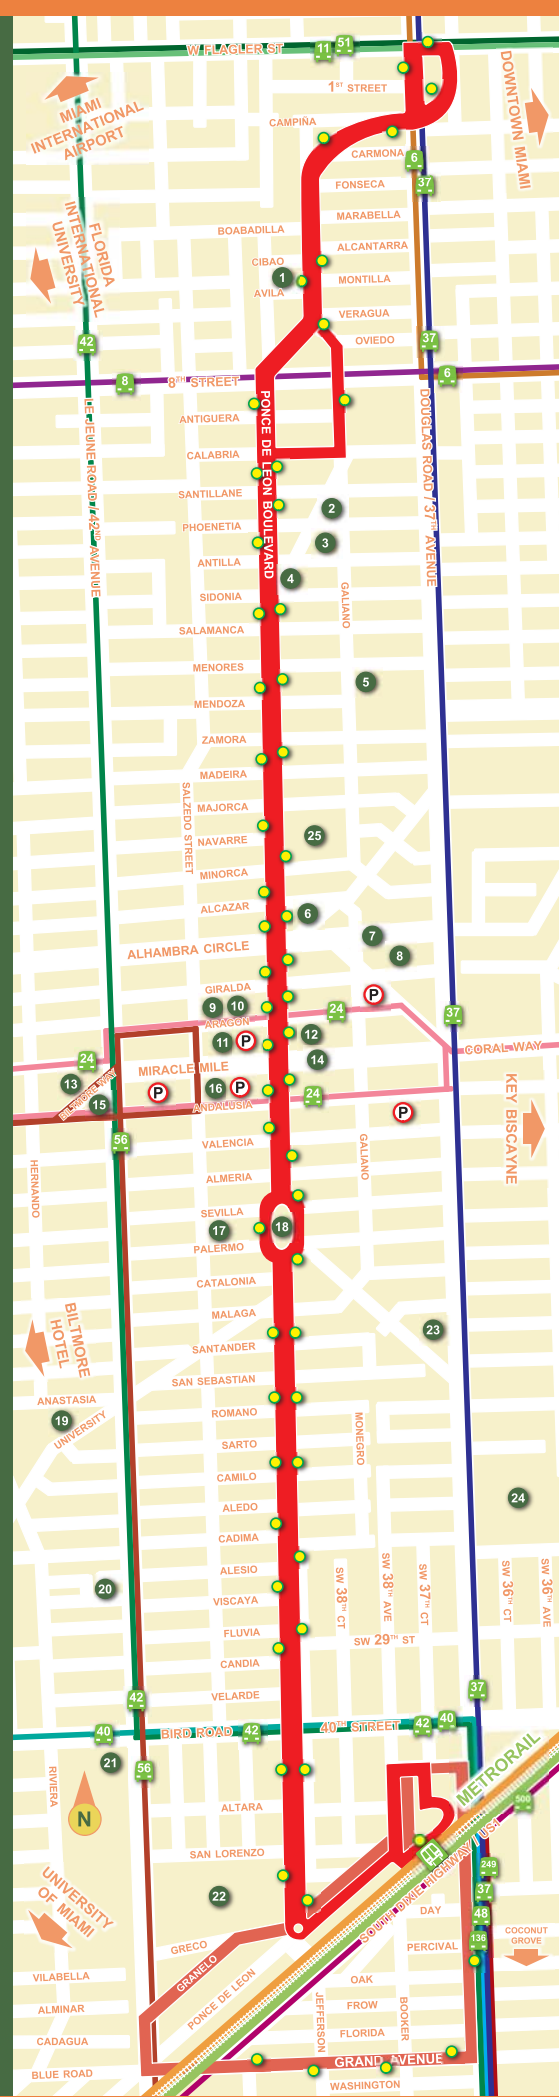 W FLAGLER ST
11
51
1ST STREET
DOWNTOWN MIAMI
MIAMI
INTERNATIONAL
AIRPORT
CAMPIÑA
CARMONA
6
FONSECA
37
MARABELLA
FLORIDA
INTERNATIONAL
UNIVERSITY
BOABADILLA
ALCANTARRA
CIBAO
1
MONTILLA
AVILA
VERAGUA
OVIEDO
42
37
8
8TH STREET
6
PONCE DE LEON BOULEVARD
LE JEUNE ROAD / 42ND AVENUE
DOUGLAS ROAD / 37TH AVENUE
ANTIGUERA
CALABRIA
SANTILLANE
2
PHOENETIA
3
ANTILLA
4
GALIANO
SIDONIA
SALAMANCA
MENORES
5
MENDOZA
ZAMORA
MADEIRA
SALZEDO STREET
MAJORCA
NAVARRE
25
MINORCA
ALCAZAR
6
ALHAMBRA CIRCLE
7
8
GIRALDA
P
9
10
24
37
ARAGON
11
P
12
CORAL WAY
24
MIRACLE MILE
14
13
BILTMORE WAY
P
16
P
24
KEY BISCAYNE
15
ANDALUSIA
P
56
VALENCIA
GALIANO
HERNANDO
ALMERIA
SEVILLA
17
18
PALERMO
CATALONIA
BILTMORE
HOTEL
MALAGA
23
SANTANDER
SAN SEBASTIAN
ANASTASIA
19
UNIVERSITY
ROMANO
MONEGRO
SARTO
CAMILO
24
ALEDO
CADIMA
ALESIO
SW 38TH CT
SW 38TH AVE
SW 37TH CT
SW 36TH CT
SW 36TH AVE
20
VISCAYA
FLUVIA
SW 29TH ST
CANDIA
37
42
VELARDE
40
BIRD ROAD
42
40TH STREET
42
40
21
56
METRORAIL
RIVIERA
500
N
ALTARA
SAN LORENZO
SOUTH DIXIE HIGHWAY / US-1
249
37
UNIVERSITY
OF MIAMI
22
DAY
48
COCONUT
GROVE
GRECO
PERCIVAL
136
GRANELO
PONCE DE LEON
VILABELLA
OAK
ALMINAR
JEFFERSON
FROW
BOOKER
CADAGUA
FLORIDA
BLUE ROAD
GRAND AVENUE
WASHINGTON